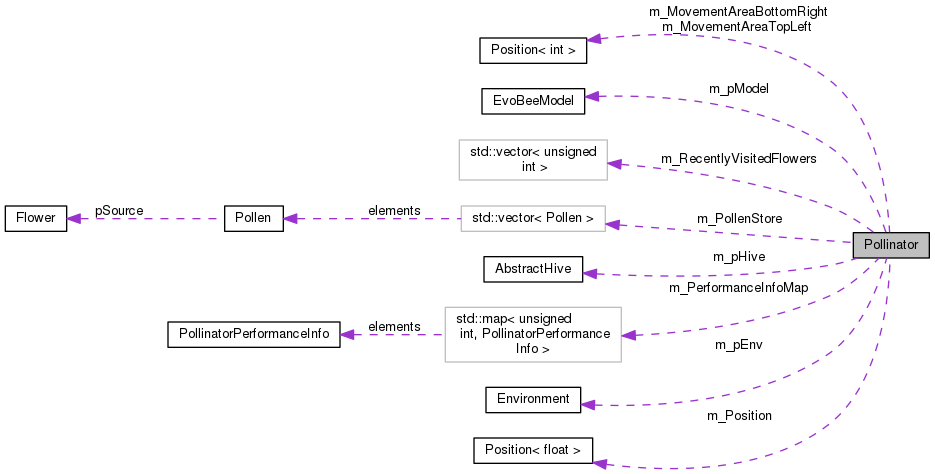 m_MovementAreaBottomRight
m_MovementAreaTopLeft
Position< int >
m_pModel
EvoBeeModel
std::vector< unsigned
int >
m_RecentlyVisitedFlowers
Flower
pSource
Pollen
elements
std::vector< Pollen >
m_PollenStore
Pollinator
AbstractHive
m_pHive
m_PerformanceInfoMap
PollinatorPerformanceInfo
elements
std::map< unsigned
int, PollinatorPerformance
Info >
m_pEnv
Environment
m_Position
Position< float >